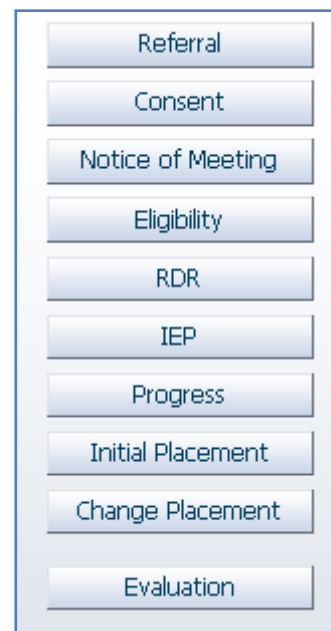 Referral
Consent
Notice of Meeting
Eligibility
RDR
IEP
Progress
Initial Placement
Change Placement
Evaluation